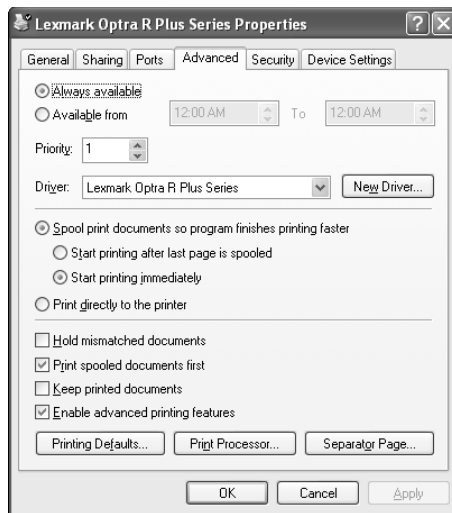 Lexmark Optra R Plus Series Properties
General Sharing Ports Advanced Security Device Settings
Always available
Available from 12:00 AM To 12:00 AM
Priority: 1
Driver: Lexmark Optra R Plus Series New Driver...
Spool print documents so program finishes printing faster
Start printing after last page is spooled
Start printing immediately
Print directly to the printer
Hold mismatched documents
Print spooled documents first
Keep printed documents
Enable advanced printing features
Printing Defaults... Print Processor... Separator Page...
OK Cancel Apply